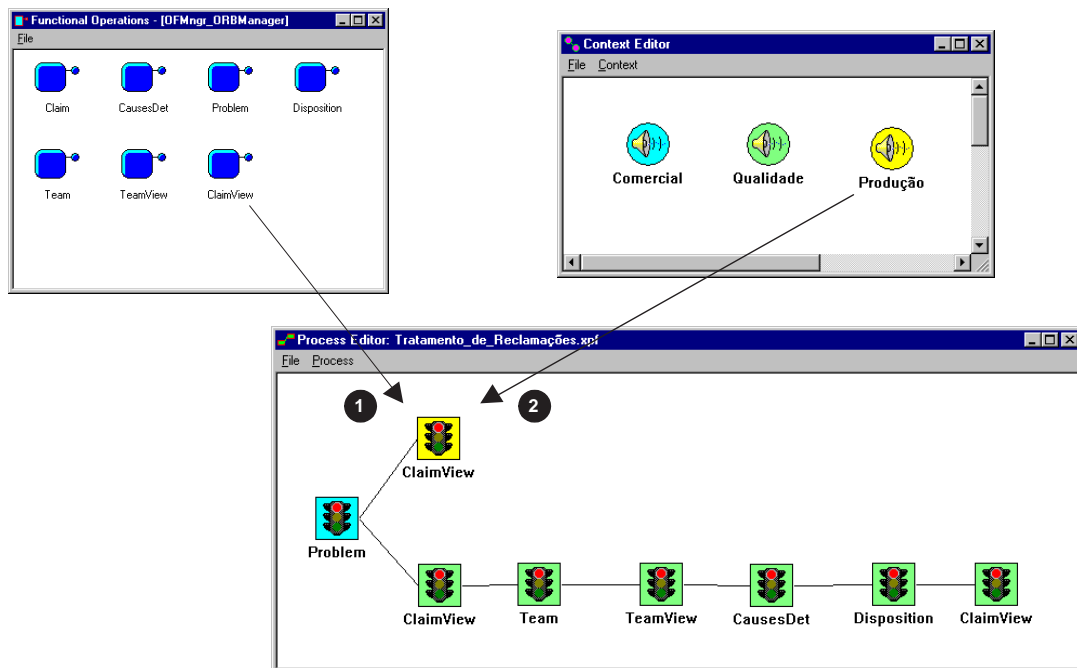 Functional Operations - [OFMngr_ORBManager]
File
Claim CausesDet Problem Disposition
Team TeamView ClaimView
Context Editor
File Context
Comercial Qualidade Produção
Process Editor: Tratamento_de_Reclamações.xpf
File Process
1 2
ClaimView
Problem
ClaimView Team TeamView CausesDet Disposition ClaimView